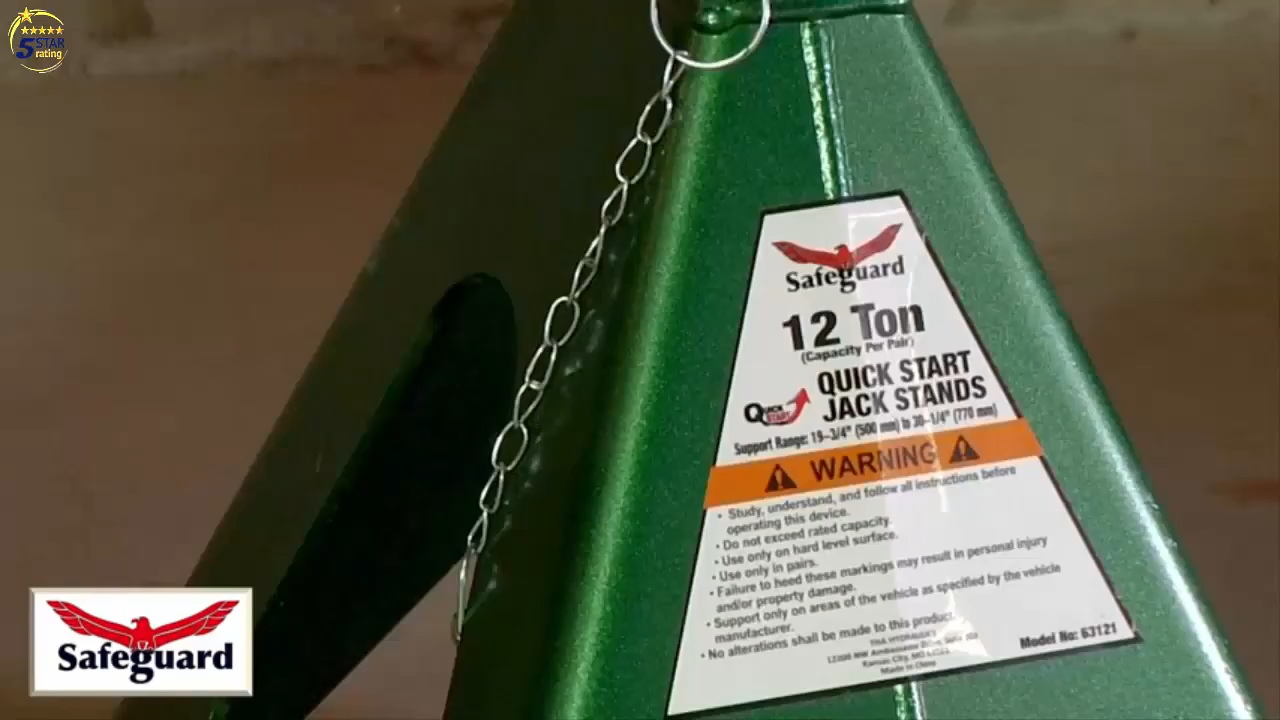 5 STAR
rating
Safeguard
12 Ton
(Capacity Per Pair)
QUICK START
QUICK START
JACK STANDS
Support Range: 19-3/4" (500 mm) to 30-1/4" (770 mm)
WARNING
• Study, understand, and follow all instructions before
operating this device.
• Do not exceed rated capacity.
• Use only on hard level surface.
• Use only in pairs.
• Failure to heed these markings may result in personal injury
and/or property damage.
• Support only on areas of the vehicle as specified by the vehicle
manufacturer.
• No alterations shall be made to this product.
Kansas City, MO
Made in China
Model No: 63121
Safeguard